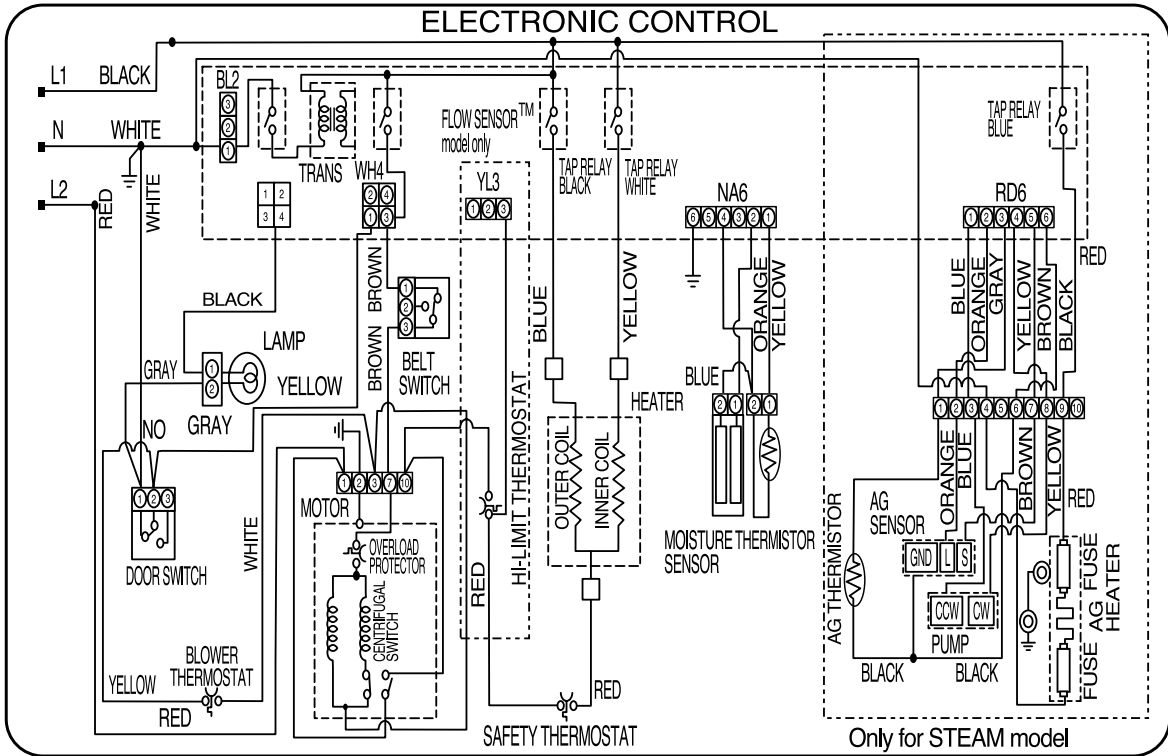 ELECTRONIC CONTROL
L1 BLACK
N WHITE
L2
RED
WHITE
BL2
3
2
1
TRANS
WH4
2 4
1 3
1 2
3 4
FLOW SENSOR™
model only
YL3
1 2 3
TAP RELAY
BLACK
TAP RELAY
WHITE
NA6
6 5 4 3 2 1
TAP RELAY
BLUE
RD6
1 2 3 4 5 6
RED
BLACK
BROWN
BROWN
1
2
3
BELT
SWITCH
LAMP
1
2
GRAY
GRAY
YELLOW
NO
1 2 3
DOOR SWITCH
WHITE
MOTOR
1 2 3 7 10
OVERLOAD
PROTECTOR
CENTRIFUGAL
SWITCH
BLOWER
THERMOSTAT
YELLOW
RED
RED
HI-LIMIT THERMOSTAT
BLUE
YELLOW
HEATER
OUTER COIL
INNER COIL
SAFETY THERMOSTAT
RED
ORANGE
YELLOW
BLUE
2 1
2 1
MOISTURE THERMISTOR
SENSOR
BLUE
ORANGE
GRAY
YELLOW
BROWN
BLACK
1 2 3 4 5 6 7 8 9 10
ORANGE
BLUE
BROWN
YELLOW
RED
AG
SENSOR
GND L S
CCW CW
PUMP
AG THERMISTOR
BLACK
BLACK
FUSE
FUSE
AG
HEATER
Only for STEAM model